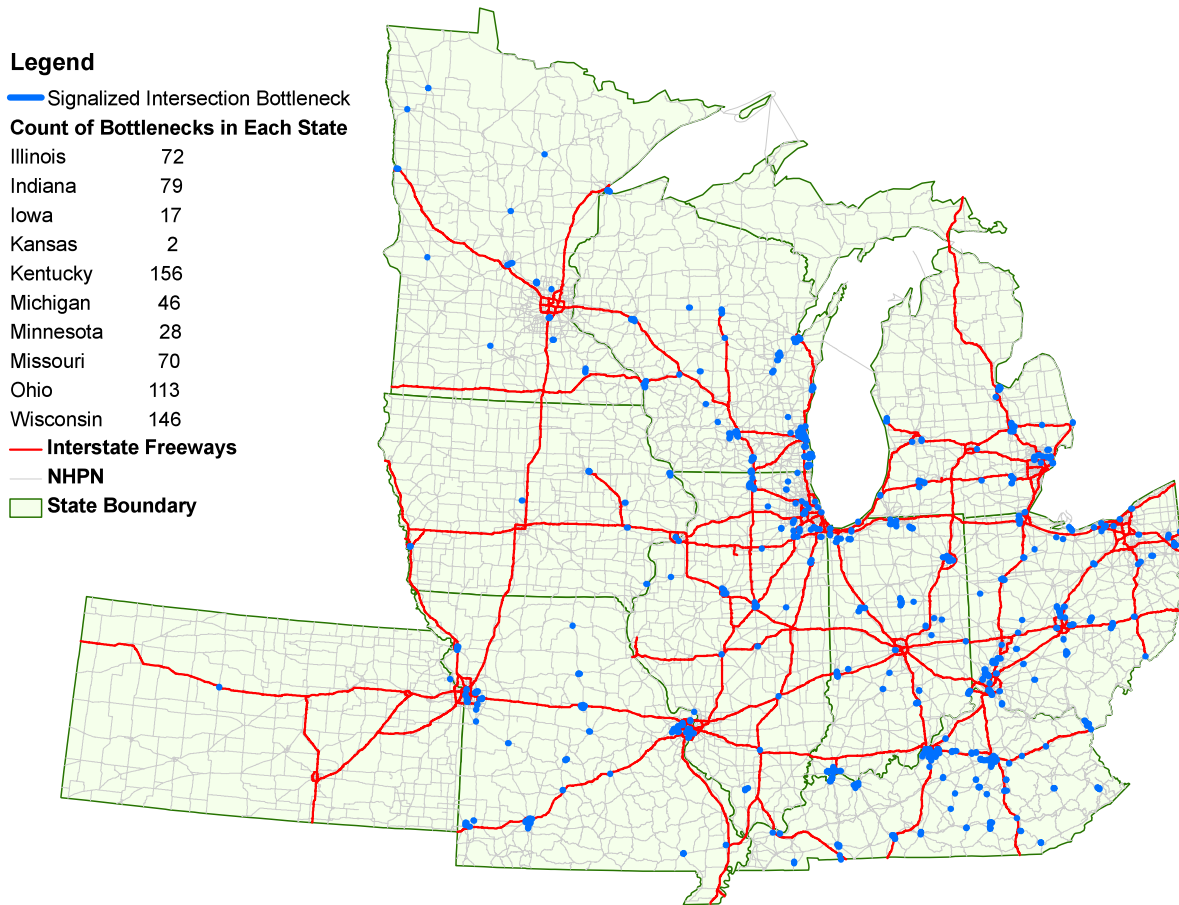 Legend
Signalized Intersection Bottleneck
Count of Bottlenecks in Each State
Illinois 72
Indiana 79
Iowa 17
Kansas 2
Kentucky 156
Michigan 46
Minnesota 28
Missouri 70
Ohio 113
Wisconsin 146
Interstate Freeways
NHPN
State Boundary